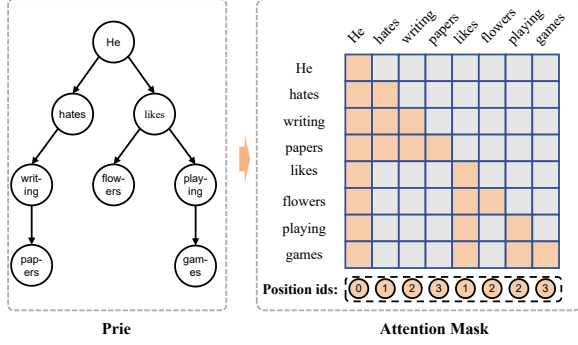 He
hates
likes
writ-
ing
flow-
ers
play-
ing
pap-
ers
gam-
es
Prie
He hates writing papers likes flowers playing games
He
hates
writing
papers
likes
flowers
playing
games
Position ids: 0 1 2 3 1 2 2 3
Attention Mask